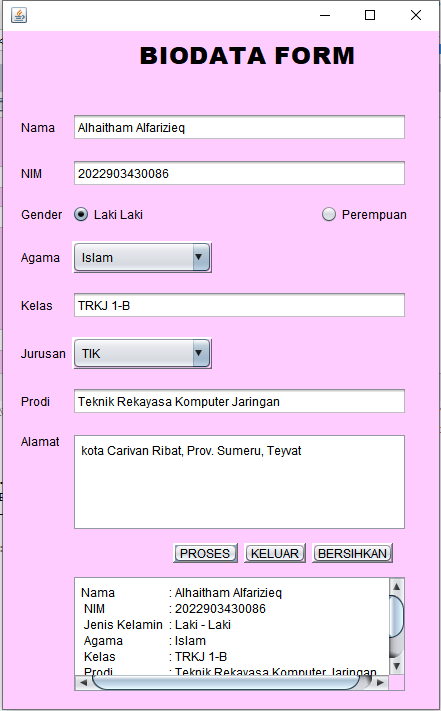 BIODATA FORM
Nama Alhaitham Alfarizieq
NIM 2022903430086
Gender Laki Laki Perempuan
Agama Islam
Kelas TRKJ 1-B
Jurusan TIK
Prodi Teknik Rekayasa Komputer Jaringan
Alamat
kota Carivan Ribat, Prov. Sumeru, Teyvat
PROSES KELUAR BERSIHKAN
Nama : Alhaitham Alfarizieq
NIM : 2022903430086
Jenis Kelamin : Laki - Laki
Agama : Islam
Kelas : TRKJ 1-B
Prodi : Teknik Rekayasa Komputer Jaringan